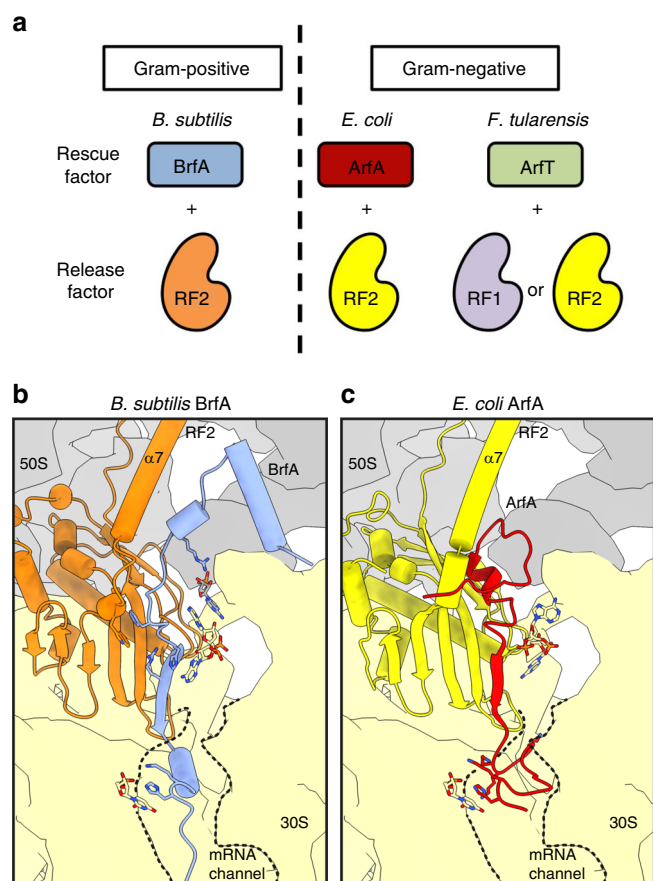 a
Gram-positive
Gram-negative
B. subtilis
E. coli
F. tularensis
Rescue factor
BrfA
ArfA
ArfT
+
+
+
Release factor
RF2
RF2
RF1
or
RF2
b
B. subtilis BrfA
RF2
α7
50S
BrfA
30S
mRNA
channel
c
E. coli ArfA
RF2
α7
50S
ArfA
30S
mRNA
channel